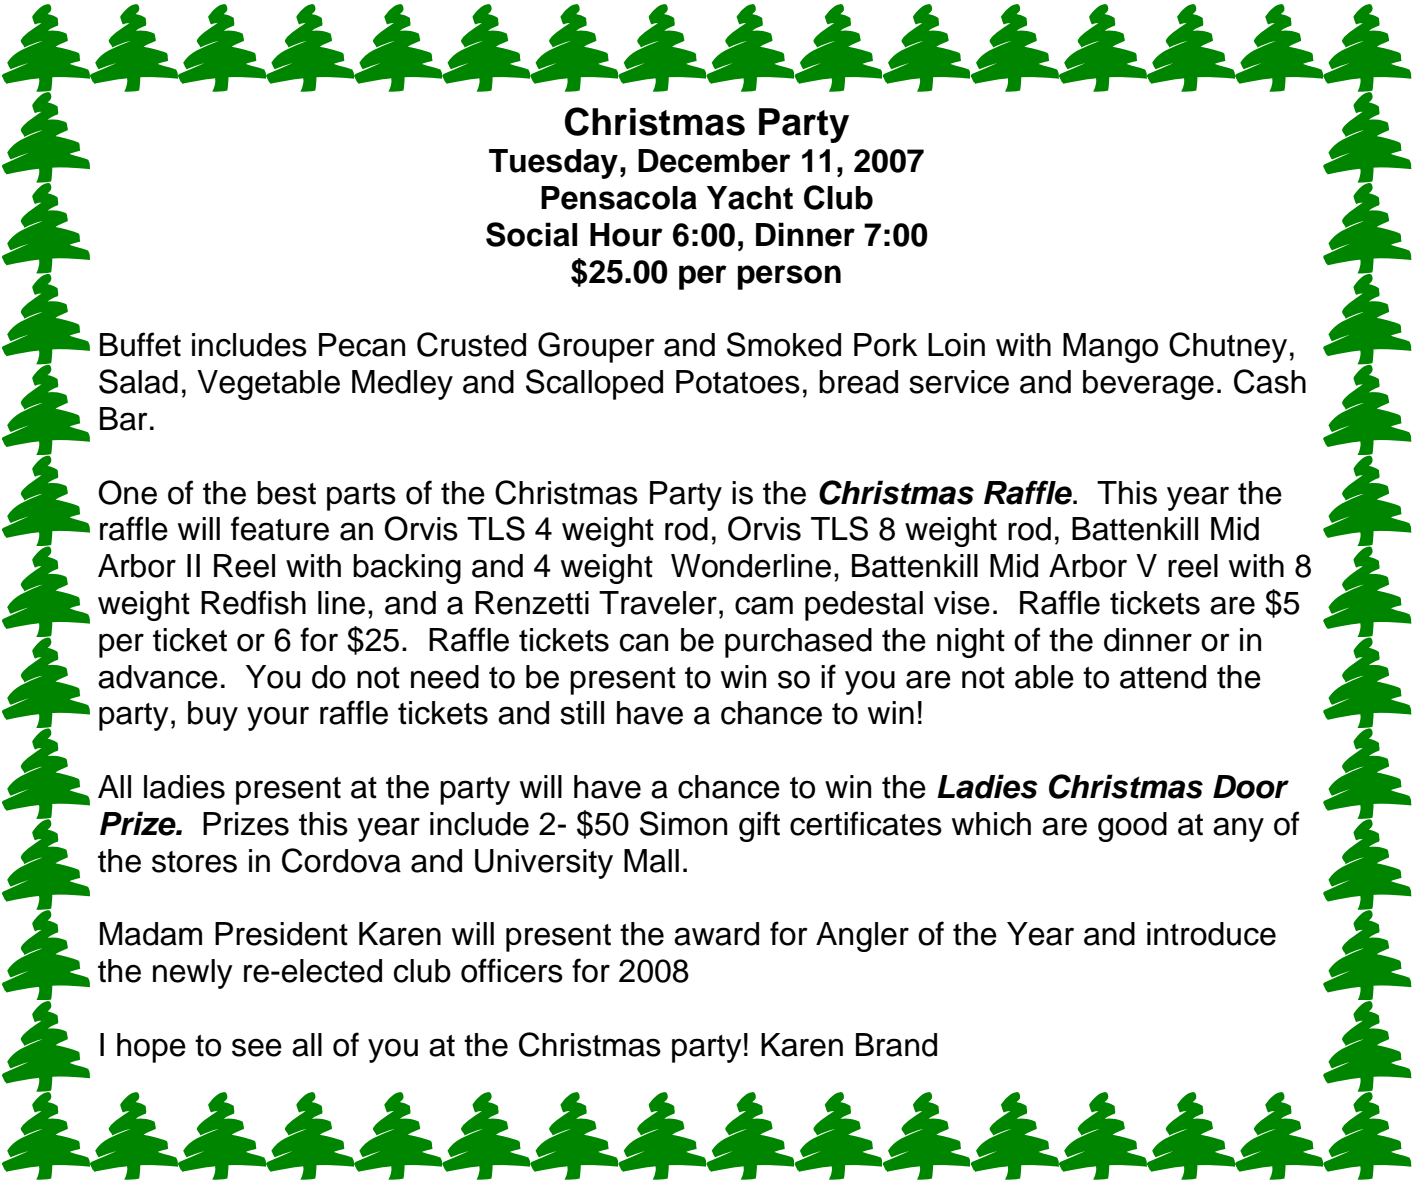 Christmas Party
Tuesday, December 11, 2007
Pensacola Yacht Club
Social Hour 6:00, Dinner 7:00
$25.00 per person
Buffet includes Pecan Crusted Grouper and Smoked Pork Loin with Mango Chutney,
Salad, Vegetable Medley and Scalloped Potatoes, bread service and beverage. Cash
Bar.
One of the best parts of the Christmas Party is the Christmas Raffle.  This year the
raffle will feature an Orvis TLS 4 weight rod, Orvis TLS 8 weight rod, Battenkill Mid
Arbor II Reel with backing and 4 weight  Wonderline, Battenkill Mid Arbor V reel with 8
weight Redfish line, and a Renzetti Traveler, cam pedestal vise.  Raffle tickets are $5
per ticket or 6 for $25.  Raffle tickets can be purchased the night of the dinner or in
advance.  You do not need to be present to win so if you are not able to attend the
party, buy your raffle tickets and still have a chance to win!
All ladies present at the party will have a chance to win the Ladies Christmas Door
Prize.  Prizes this year include 2- $50 Simon gift certificates which are good at any of
the stores in Cordova and University Mall.
Madam President Karen will present the award for Angler of the Year and introduce
the newly re-elected club officers for 2008
I hope to see all of you at the Christmas party! Karen Brand